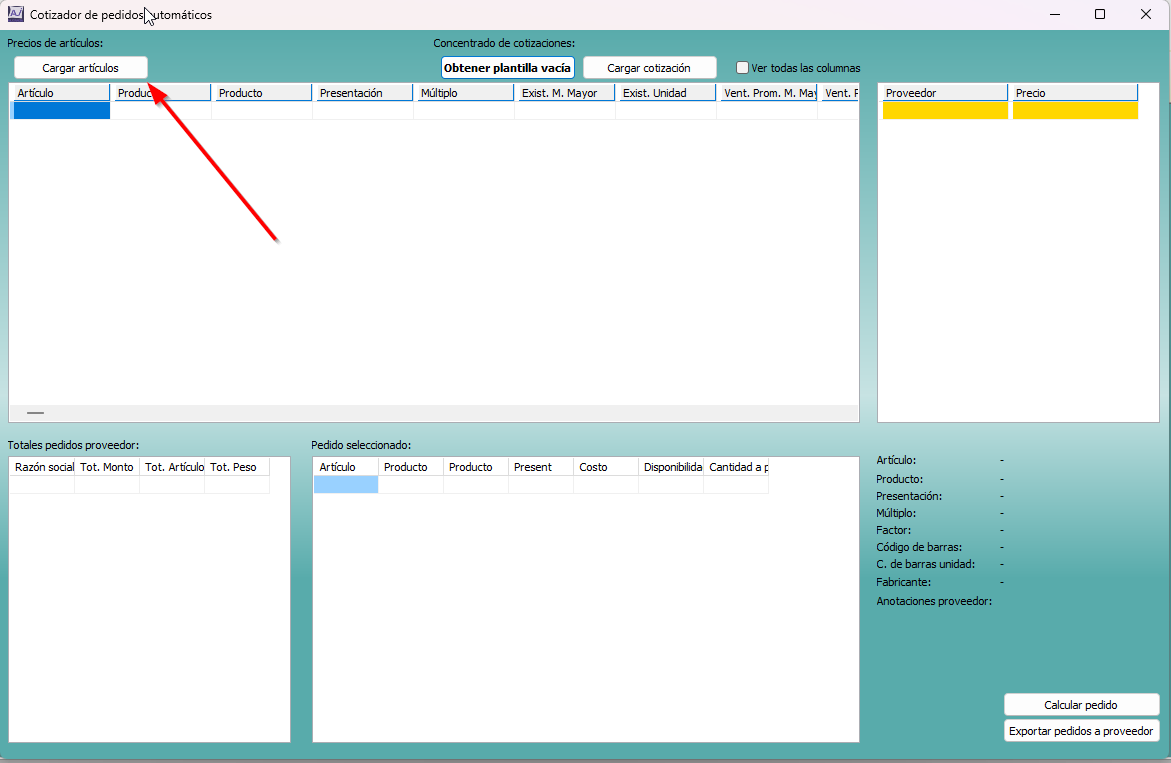 Cotizador de pedidos automáticos
Precios de artículos: Concentrado de cotizaciones:
Cargar artículos Obtener plantilla vacía Cargar cotización Ver todas las columnas
Artículo Produc Producto Presentación Múltiplo Exist. M. Mayor Exist. Unidad Vent. Prom. M. May Vent. P Proveedor Precio
Totales pedidos proveedor: Pedido seleccionado:
Razón social Tot. Monto Tot. Artículo Tot. Peso Artículo Producto Producto Present Costo Disponibilida Cantidad a p
Artículo: -
Producto: -
Presentación: -
Múltiplo: -
Factor: -
Código de barras: -
C. de barras unidad: -
Fabricante: -
Anotaciones proveedor:
Calcular pedido
Exportar pedidos a proveedor